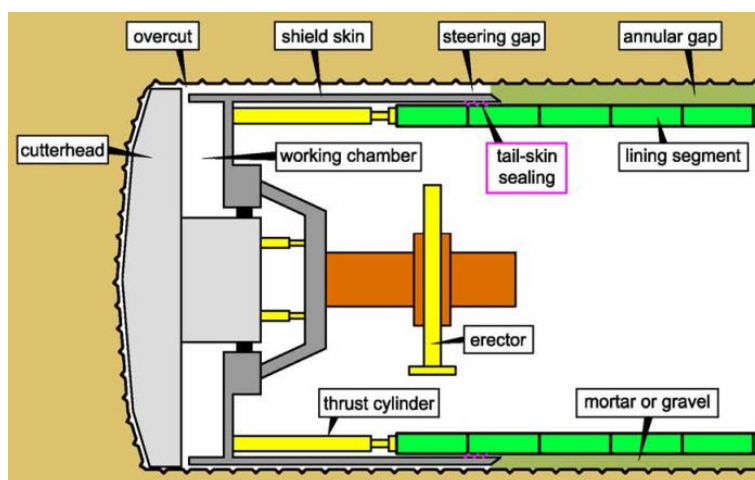 overcut
shield skin
steering gap
annular gap
cutterhead
working chamber
tail-skin
sealing
lining segment
erector
thrust cylinder
mortar or gravel